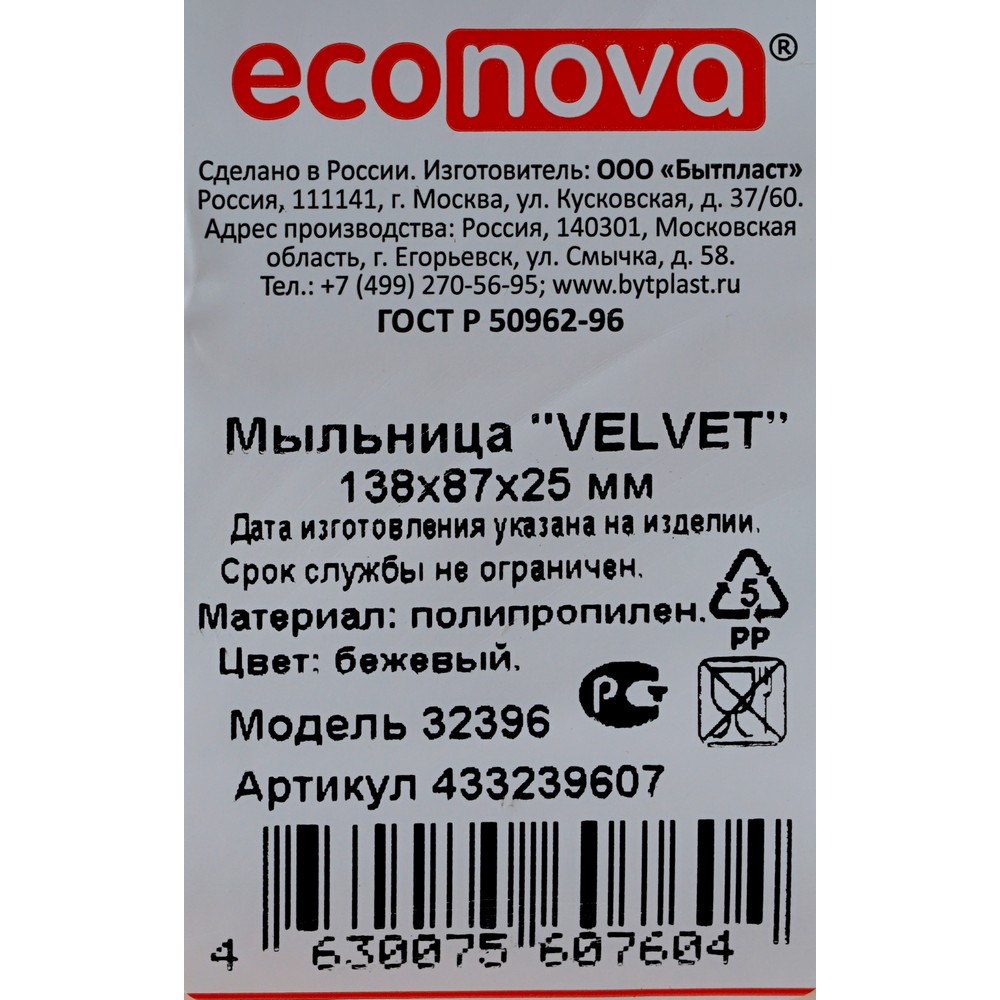 econova®
Сделано в России. Изготовитель: ООО «Бытпласт»
Россия, 111141, г. Москва, ул. Кусковская, д. 37/60.
Адрес производства: Россия, 140301, Московская
область, г. Егорьевск, ул. Смычка, д. 58.
Тел.: +7 (499) 270-56-95; www.bytplast.ru
ГОСТ Р 50962-96
Мыльница "VELVET"
138x87x25 мм
Дата изготовления указана на изделии.
Срок службы не ограничен.
Материал: полипропилен.
5
PP
Цвет: бежевый.
РСТ
Модель 32396
Артикул 433239607
4 630075 607604